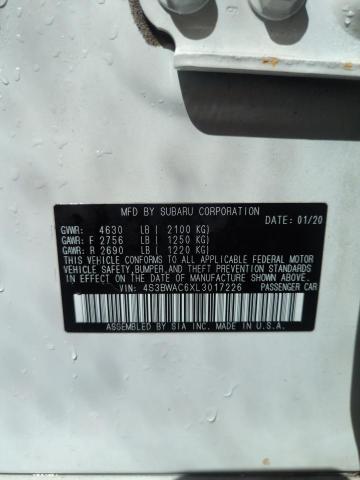 MFD BY SUBARU CORPORATION
01/20
GVWR: 4630 LB ( 2100 KG)
GAWR: F 2756 LB ( 1250 KG)
GAWR: R 2690 LB ( 1220 KG)
THIS VEHICLE CONFORMS TO ALL APPLICABLE FEDERAL MOTOR
VEHICLE SAFETY, BUMPER, AND THEFT PREVENTION STANDARDS
IN EFFECT ON THE DATE OF MANUFACTURE SHOWN ABOVE.
VIN: 4S3BWAC6XL3017226 PASSENGER CAR
ASSEMBLED BY SIA INC. MADE IN U.S.A.